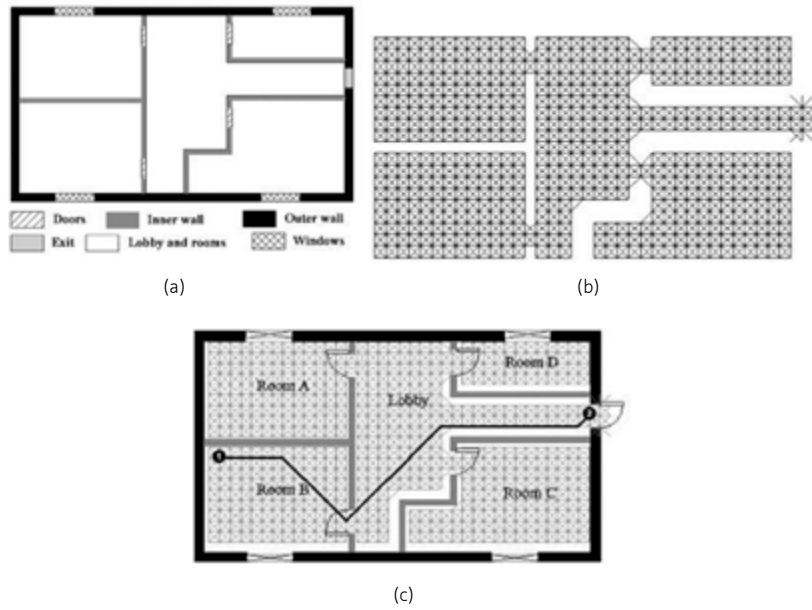 Doors Inner wall Outer wall
Exit Lobby and rooms Windows
(a) (b)
Room A Lobby Room D
Room B Room C
(c)